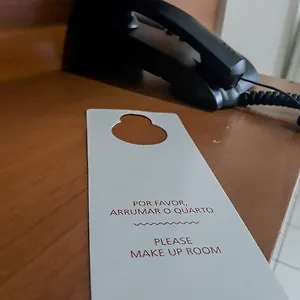 POR FAVOR,
ARRUMAR O QUARTO
PLEASE
MAKE UP ROOM